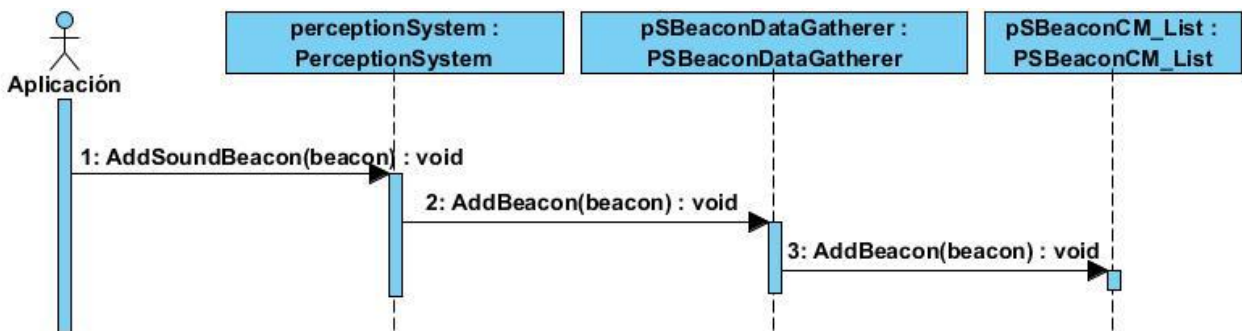 perceptionSystem :
PerceptionSystem
pSBeaconDataGatherer :
PSBeaconDataGatherer
pSBeaconCM_List :
PSBeaconCM_List
Aplicación
1: AddSoundBeacon(beacon) : void
2: AddBeacon(beacon) : void
3: AddBeacon(beacon) : void